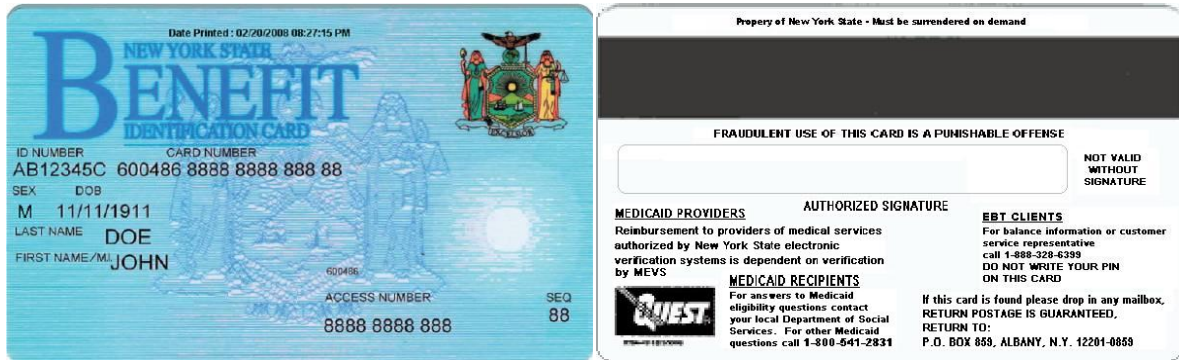 Date Printed : 02/20/2008 08:27:15 PM
NEW YORK STATE
BENEFIT
IDENTIFICATION CARD
EXCELSIOR
ID NUMBER CARD NUMBER
AB12345C 600486 8888 8888 888 88
SEX DOB
M 11/11/1911
LAST NAME DOE
FIRST NAME/M.I. JOHN
600486
ACCESS NUMBER SEQ
8888 8888 888 88
Propery of New York State - Must be surrendered on demand
FRAUDULENT USE OF THIS CARD IS A PUNISHABLE OFFENSE
NOT VALID
WITHOUT
SIGNATURE
AUTHORIZED SIGNATURE
MEDICAID PROVIDERS
Reimbursement to providers of medical services
authorized by New York State electronic
verification systems is dependent on verification
by MEVS
EBT CLIENTS
For balance information or customer
service representative
call 1-888-328-6399
DO NOT WRITE YOUR PIN
ON THIS CARD
QUEST
MEDICAID RECIPIENTS
For answers to Medicaid
eligibility questions contact
your local Department of Social
Services. For other Medicaid
questions call 1-800-541-2831
If this card is found please drop in any mailbox,
RETURN POSTAGE IS GUARANTEED,
RETURN TO:
P.O. BOX 859, ALBANY, N.Y. 12201-0859